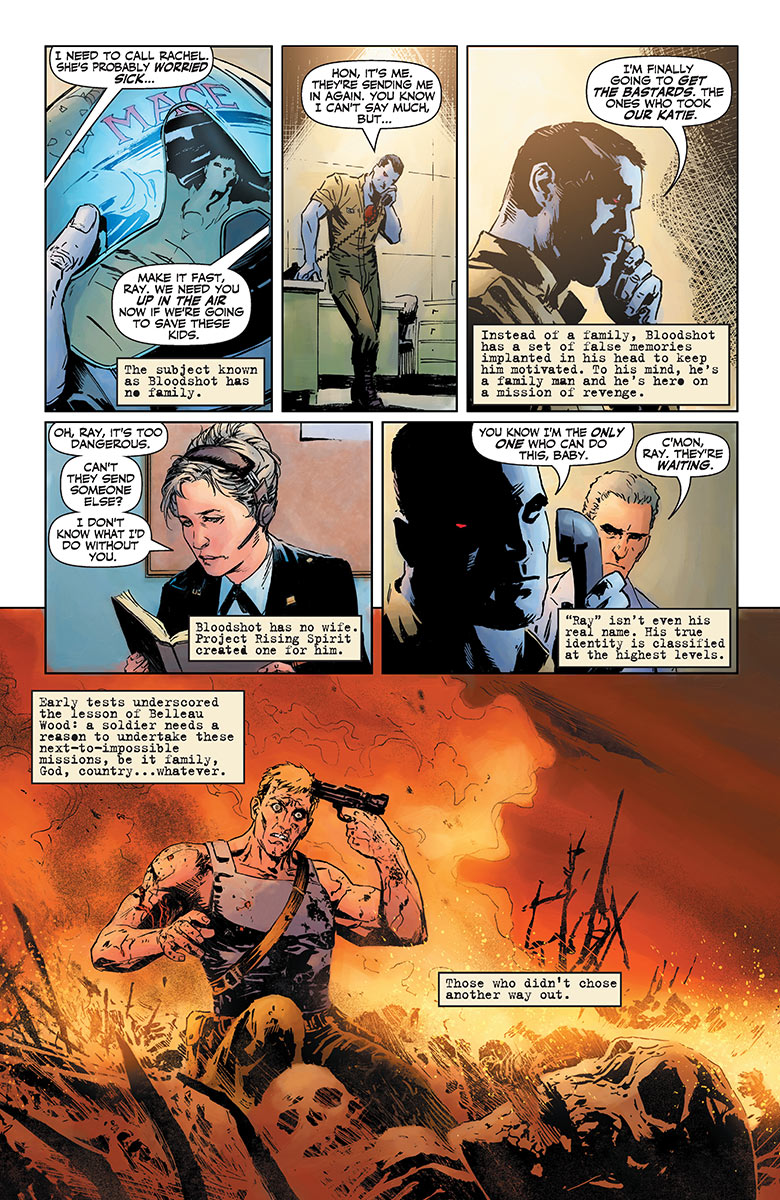 I NEED TO CALL RACHEL.
SHE'S PROBABLY WORRIED
SICK...
MACE
MAKE IT FAST,
RAY. WE NEED YOU
UP IN THE AIR
NOW IF WE'RE GOING
TO SAVE THESE
KIDS.
The subject known
as Bloodshot has
no family.
HON, IT'S ME.
THEY'RE SENDING ME
IN AGAIN. YOU KNOW
I CAN'T SAY MUCH,
BUT...
I'M FINALLY
GOING TO GET
THE BASTARDS. THE
ONES WHO TOOK
OUR KATIE.
Instead of a family, Bloodshot
has a set of false memories
implanted in his head to keep
him motivated. To his mind, he's
a family man and he's hero on
a mission of revenge.
OH, RAY, IT'S TOO
DANGEROUS.
CAN'T
THEY SEND
SOMEONE
ELSE?
I DON'T
KNOW WHAT I'D
DO WITHOUT
YOU.
Bloodshot has no wife.
Project Rising Spirit
created one for him.
YOU KNOW I'M THE ONLY
ONE WHO CAN DO
THIS, BABY.
C'MON,
RAY. THEY'RE
WAITING.
"Ray" isn't even his
real name. His true
identity is classified
at the highest levels.
Early tests underscored
the lesson of Belleau
Wood: a soldier needs a
reason to undertake these
next-to-impossible
missions, be it family,
God, country...whatever.
Those who didn't chose
another way out.